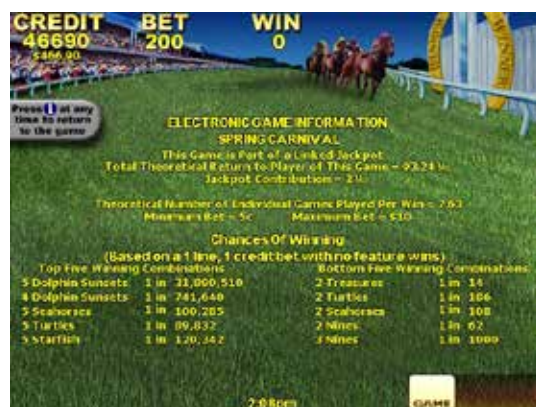 CREDIT BET WIN
46690 200 0
$466.90
Press i at any
time to return
to the game
ELECTRONIC GAME INFORMATION
SPRING CARNIVAL
This Game is Part of a Linked Jackpot
Total Theoretical Return to Player of This Game = 93.24%
Jackpot Contribution =
Theoretical Number of Individual Games Played Per Win = 7.63
Minimum Bet = 5c Maximum Bet = $10
Chances Of Winning
(Based on a 1 line, 1 credit bet with no feature wins)
Top Five Winning Combinations Bottom Five Winning Combinations
5 Dolphin Sunsets 1 in 31,000,510 2 Treasures 1 in 14
4 Dolphin Sunsets 1 in 741,640 2 Turtles 1 in 106
5 Seahorses 1 in 100,285 2 Seahorses 1 in 108
5 Turtles 1 in 89,832 2 Nines 1 in 62
5 Starfish 1 in 120,342 3 Nines 1 in 1000
2:08pm
GAME